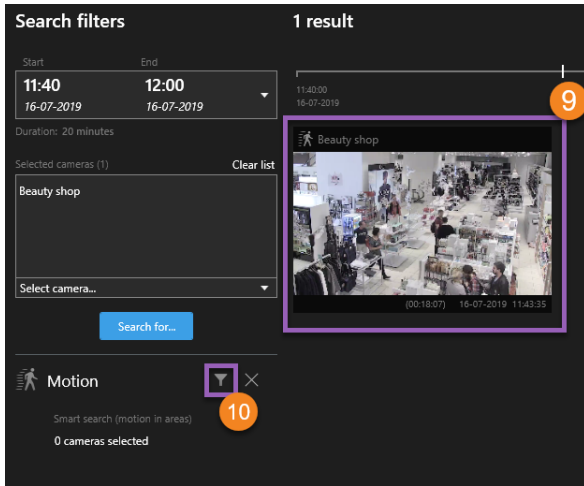 Search filters
Start End
11:40 12:00
16-07-2019 16-07-2019
Duration: 20 minutes
Selected cameras (1) Clear list
Beauty shop
Select camera...
Search for...
Motion
10
Smart search (motion in areas)
0 cameras selected
1 result
11:40:00
16-07-2019
9
Beauty shop
(00:18:07) 16-07-2019 11:43:35